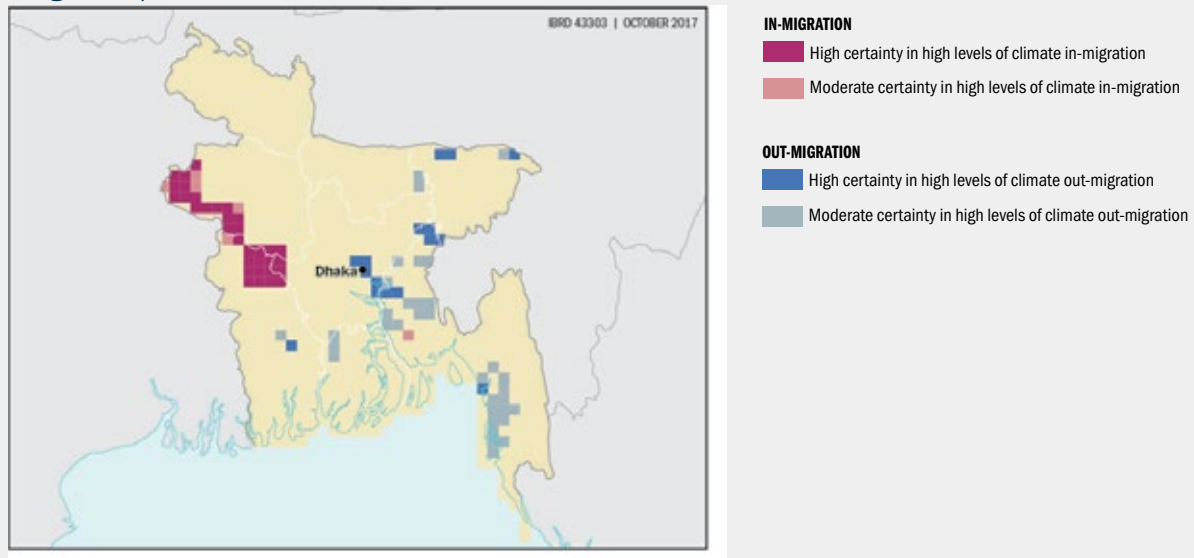 IBRD 43303 | OCTOBER 2017
Dhaka
IN-MIGRATION
High certainty in high levels of climate in-migration
Moderate certainty in high levels of climate in-migration
OUT-MIGRATION
High certainty in high levels of climate out-migration
Moderate certainty in high levels of climate out-migration